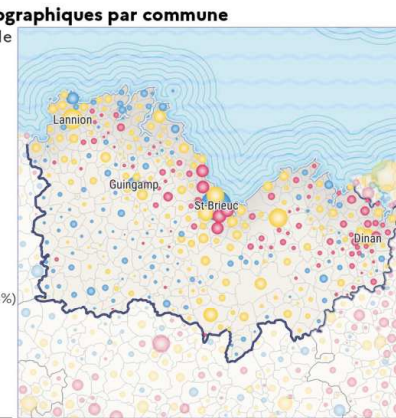 ographiques par commune
le
Lannion
Guingamp
St-Brieuc
Dinan
%)